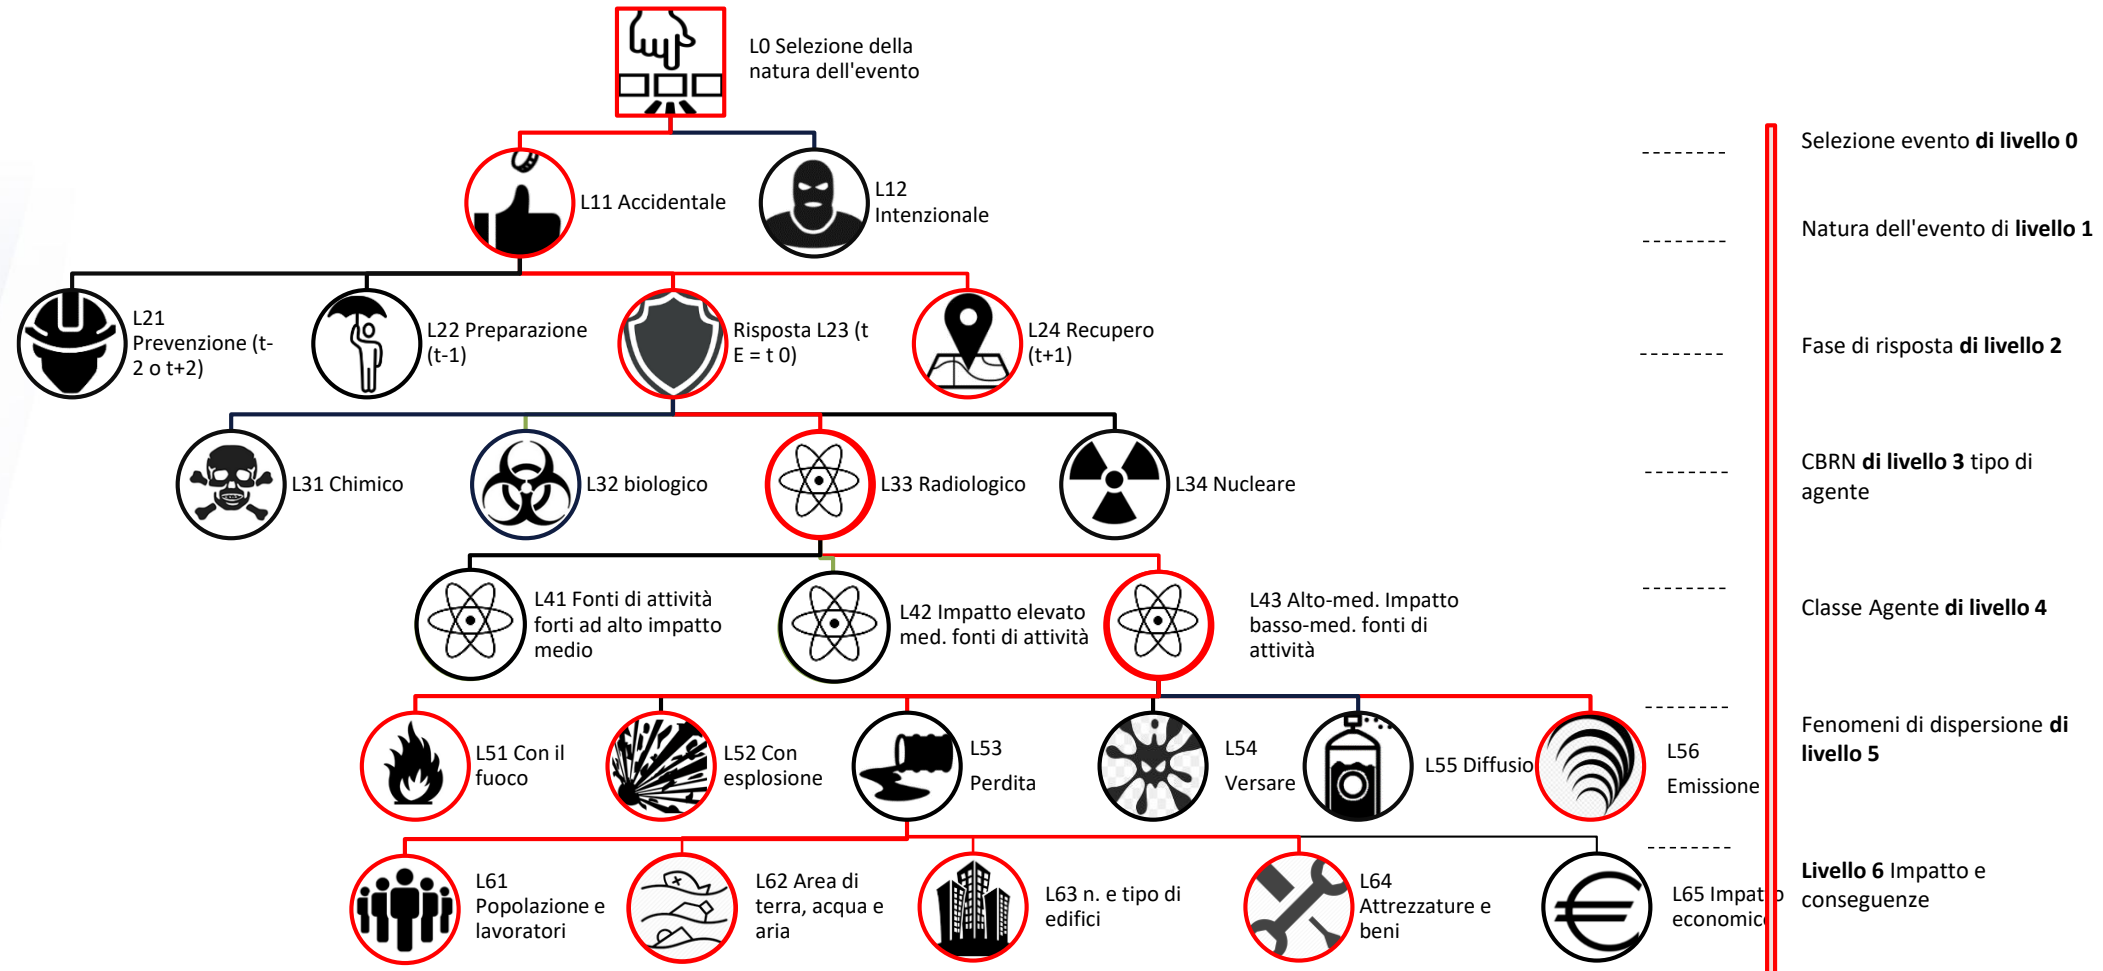 L0 Selezione della
natura dell'evento
L11 Accidentale
L12
Intenzionale
L21
Prevenzione (t-
2 o t+2)
L22 Preparazione
(t-1)
Risposta L23 (t
E = t 0)
L24 Recupero
(t+1)
L31 Chimico
L32 biologico
L33 Radiologico
L34 Nucleare
L41 Fonti di attività
forti ad alto impatto
medio
L42 Impatto elevato
med. fonti di attività
L43 Alto-med. Impatto
basso-med. fonti di
attività
L51 Con il
fuoco
L52 Con
esplosione
L53
Perdita
L54
Versare
L55 Diffusio
L56
Emissione
L61
Popolazione e
lavoratori
L62 Area di
terra, acqua e
aria
L63 n. e tipo di
edifici
L64
Attrezzature e
beni
L65 Impatto
economico
Selezione evento di livello 0
Natura dell'evento di livello 1
Fase di risposta di livello 2
CBRN di livello 3 tipo di
agente
Classe Agente di livello 4
Fenomeni di dispersione di
livello 5
Livello 6 Impatto e
conseguenze